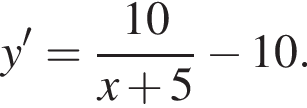 y′ = 10/(x + 5) − 10.